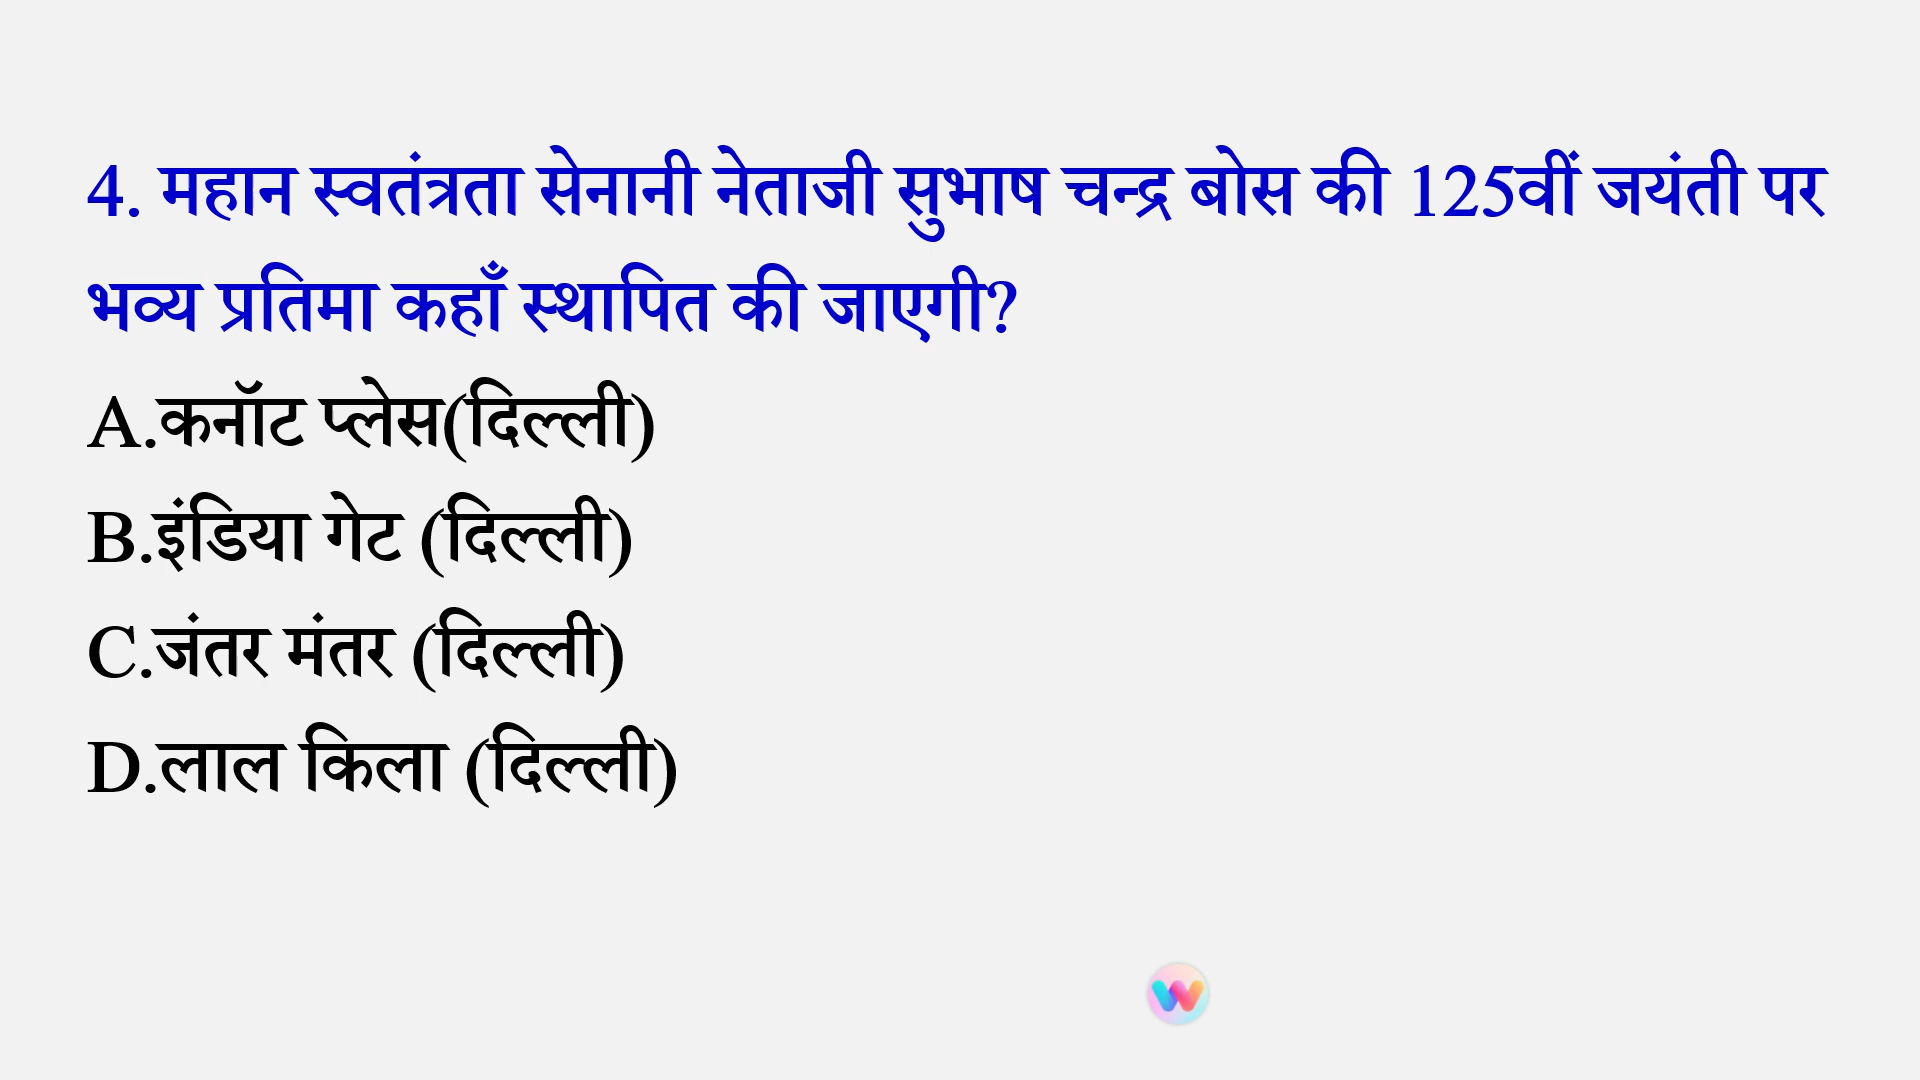 4. महान स्वतंत्रता सेनानी नेताजी सुभाष चन्द्र बोस की 125वीं जयंती पर
भव्य प्रतिमा कहाँ स्थापित की जाएगी?
A.कनॉट प्लेस(दिल्ली)
B.इंडिया गेट (दिल्ली)
C.जंतर मंतर (दिल्ली)
D.लाल किला (दिल्ली)